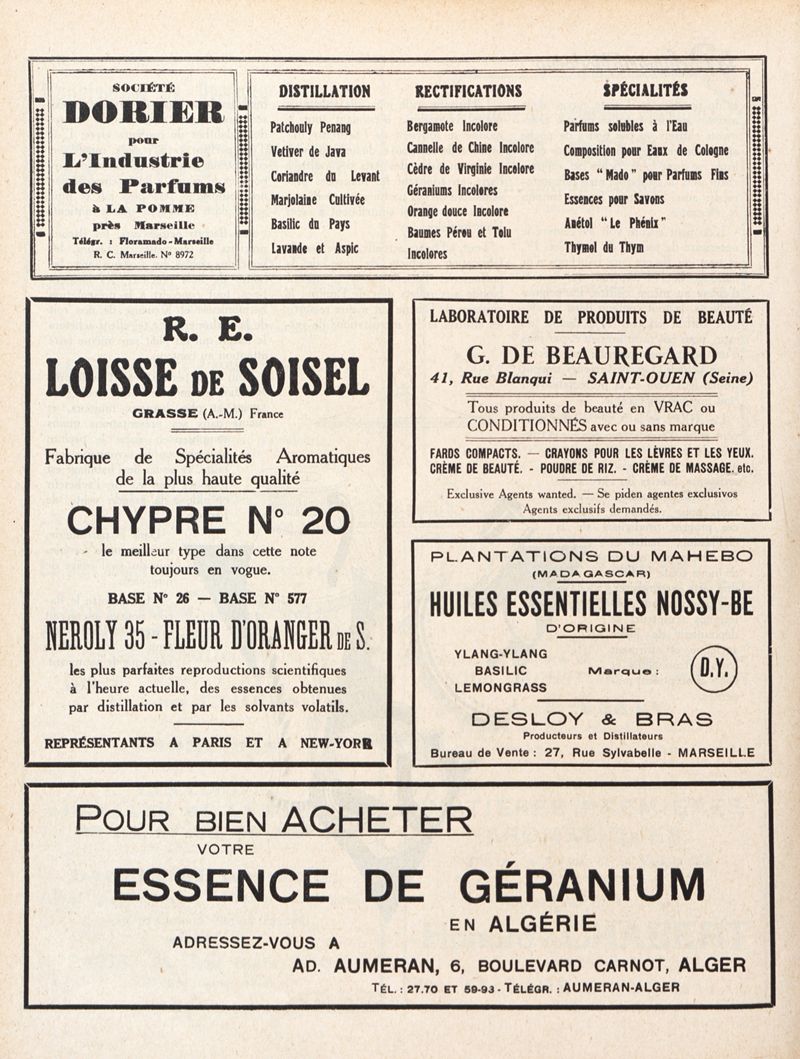 SOCIÉTÉ
DORIER
pour
L'Industrie
des Parfums
à LA POMME
près Marseille
Télégr. : Floramado-Marseille
R. C. Marseille. N° 8972
DISTILLATION
Patchouly Penang
Vetiver de Java
Coriandre du Levant
Marjolaine Cultivée
Basilic du Pays
Lavande et Aspic
RECTIFICATIONS
Bergamote Incolore
Cannelle de Chine Incolore
Cèdre de Virginie Incolore
Géraniums Incolores
Orange douce Incolore
Baumes Pérou et Tolu
Incolores
SPÉCIALITÉS
Parfums solubles à l'Eau
Composition pour Eaux de Cologne
Bases "Mado" pour Parfums Fins
Essences pour Savons
Anétol "Le Phénix"
Thymol du Thym
R. E.
LOISSE DE SOISEL
GRASSE (A.-M.) France
Fabrique de Spécialités Aromatiques
de la plus haute qualité
CHYPRE N° 20
le meilleur type dans cette note
toujours en vogue.
BASE N° 26 — BASE N° 577
NEROLY 35 - FLEUR D'ORANGER DE S.
les plus parfaites reproductions scientifiques
à l'heure actuelle, des essences obtenues
par distillation et par les solvants volatils.
REPRÉSENTANTS A PARIS ET A NEW-YORK
LABORATOIRE DE PRODUITS DE BEAUTÉ
G. DE BEAUREGARD
41, Rue Blanqui — SAINT-OUEN (Seine)
Tous produits de beauté en VRAC ou
CONDITIONNÉS avec ou sans marque
FARDS COMPACTS. — CRAYONS POUR LES LÈVRES ET LES YEUX.
CRÈME DE BEAUTÉ. - POUDRE DE RIZ. - CRÈME DE MASSAGE. etc.
Exclusive Agents wanted. — Se piden agentes exclusivos
Agents exclusifs demandés.
PLANTATIONS DU MAHEBO
(MADAGASCAR)
HUILES ESSENTIELLES NOSSY-BE
D'ORIGINE
YLANG-YLANG
BASILIC
LEMONGRASS
Marque :
D.Y.
DESLOY & BRAS
Producteurs et Distillateurs
Bureau de Vente : 27, Rue Sylvabelle - MARSEILLE
POUR BIEN ACHETER
VOTRE
ESSENCE DE GÉRANIUM
EN ALGÉRIE
ADRESSEZ-VOUS A
AD. AUMERAN, 6, BOULEVARD CARNOT, ALGER
TÉL. : 27.70 ET 59-93 - TÉLÉGR. : AUMERAN-ALGER